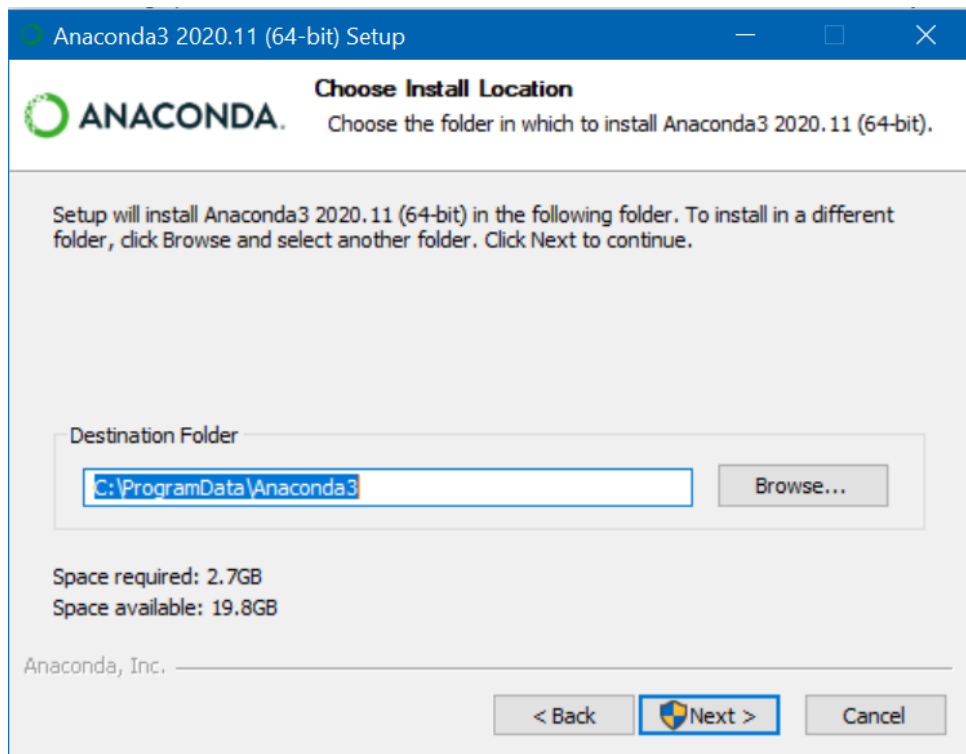 Anaconda3 2020.11 (64-bit) Setup
ANACONDA.
Choose Install Location
Choose the folder in which to install Anaconda3 2020.11 (64-bit).
Setup will install Anaconda3 2020.11 (64-bit) in the following folder. To install in a different
folder, click Browse and select another folder. Click Next to continue.
Destination Folder
C:\ProgramData\Anaconda3
Browse...
Space required: 2.7GB
Space available: 19.8GB
Anaconda, Inc.
< Back
Next >
Cancel